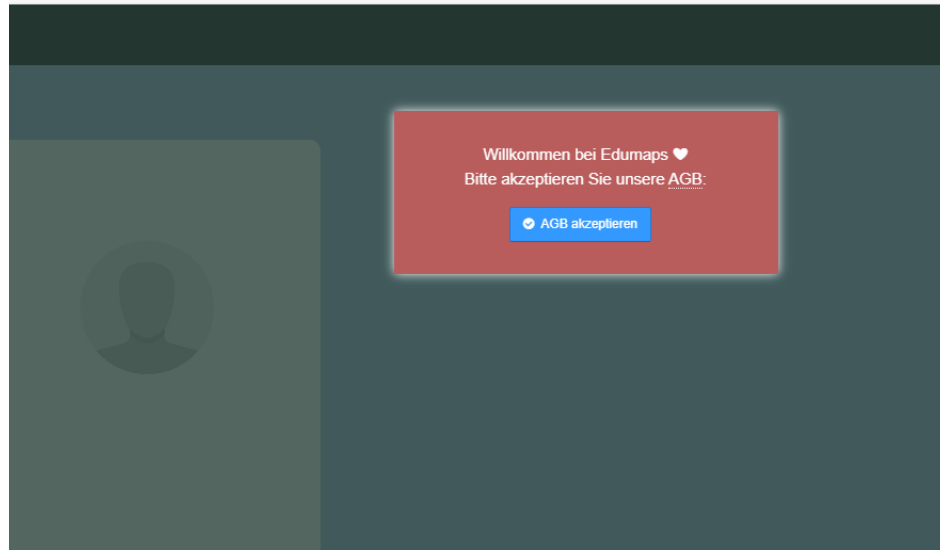 Willkommen bei Edumaps ♥
Bitte akzeptieren Sie unsere AGB:
AGB akzeptieren